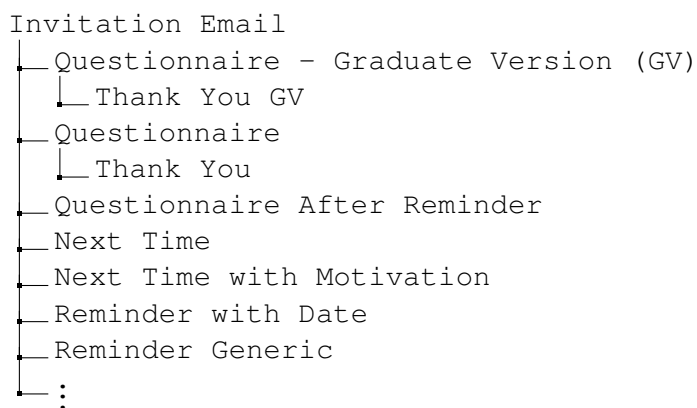 Invitation Email
Questionnaire – Graduate Version (GV)
Thank You GV
Questionnaire
Thank You
Questionnaire After Reminder
Next Time
Next Time with Motivation
Reminder with Date
Reminder Generic
⋮